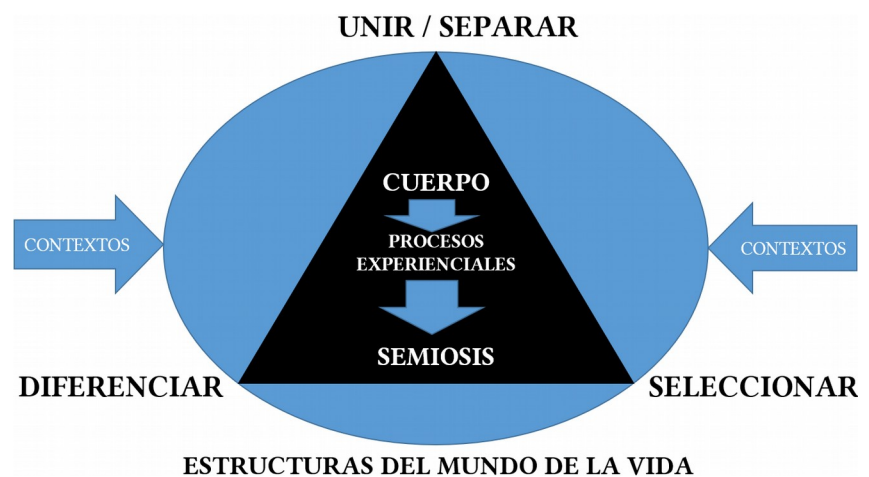 UNIR / SEPARAR
CUERPO
PROCESOS
EXPERIENCIALES
CONTEXTOS
CONTEXTOS
SEMIOSIS
DIFERENCIAR
SELECCIONAR
ESTRUCTURAS DEL MUNDO DE LA VIDA